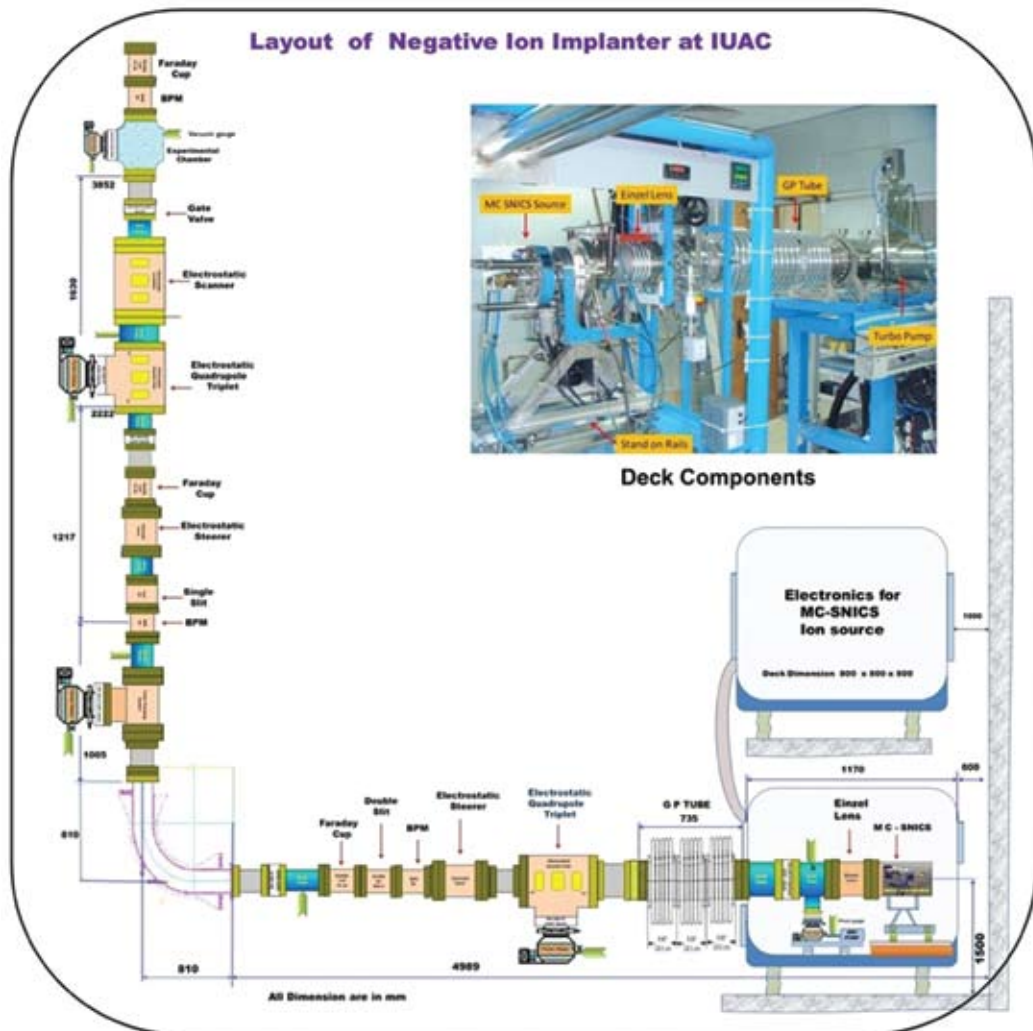 Layout of Negative Ion Implanter at IUAC
Faraday
Cup
BPM
Vacuum gauge
Experimental
Chamber
3852
Gate
Valve
Electrostatic
Scanner
1630
Electrostatic
Quadrupole
Triplet
2222
Faraday
Cup
Electrostatic
Steerer
1217
Single
Slit
BPM
1005
810
MC SNICS Source
Einzel Lens
GP Tube
Turbo Pump
Stand on Rails
Deck Components
Electronics for
MC-SNICS
Ion source
Deck Dimension 900 x 800 x 900
1000
1170
800
Einzel
Lens
M C - SNICS
G P TUBE
735
Electrostatic
Quadrupole
Triplet
Electrostatic
Steerer
BPM
Double
Slit
Faraday
Cup
1500
810
4989
All Dimension are in mm